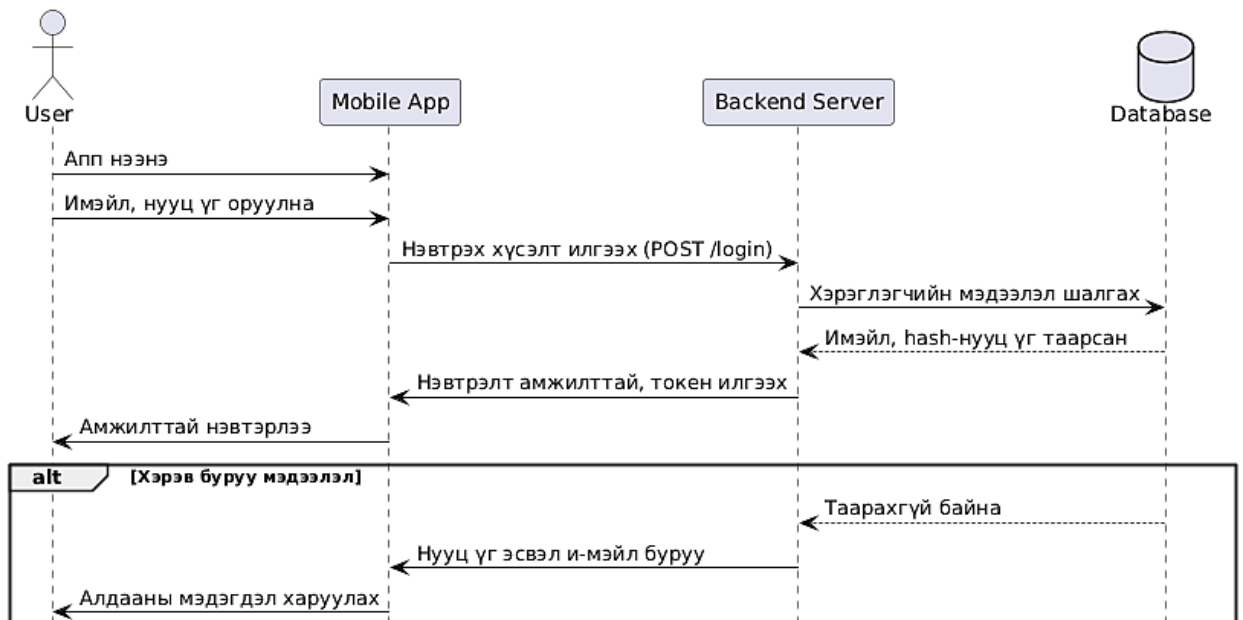 User
Mobile App
Backend Server
Database
Апп нээнэ
Имэйл, нууц үг оруулна
Нэвтрэх хүсэлт илгээх (POST /login)
Хэрэглэгчийн мэдээлэл шалгах
Имэйл, hash-нууц үг таарсан
Нэвтрэлт амжилттай, токен илгээх
Амжилттай нэвтэрлээ
alt [Хэрэв буруу мэдээлэл]
Таарахгүй байна
Нууц үг эсвэл и-мэйл буруу
Алдааны мэдэгдэл харуулах